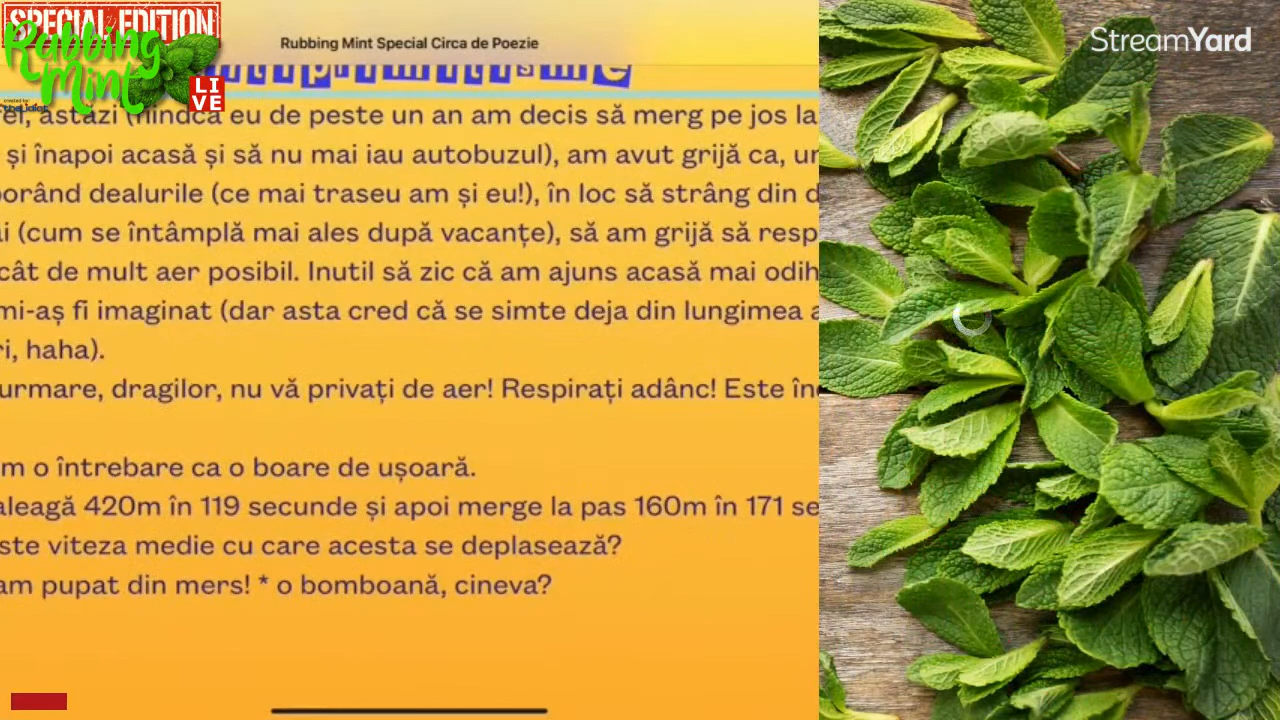 SPECIAL EDITION
Rubbing
Mint
LIVE
created by
theidiot
Rubbing Mint Special Circa de Poezie
StreamYard
astăzi (fiindcă eu de peste un an am decis să merg pe jos la
și înapoi acasă și să nu mai iau autobuzul), am avut grijă ca,
dealurile (ce mai traseu am și eu!), în loc să strâng din
(cum se întâmplă mai ales după vacanțe), să am grijă să
cât de mult aer posibil. Inutil să zic că am ajuns acasă mai
mi-aș fi imaginat (dar asta cred că se simte deja din lungimea
haha).
urmare, dragilor, nu vă privați de aer! Respirați adânc! Este
o întrebare ca o boare de ușoară.
aleagă 420m în 119 secunde și apoi merge la pas 160m în 171
viteza medie cu care acesta se deplasează?
am pupat din mers! * o bomboană, cineva?